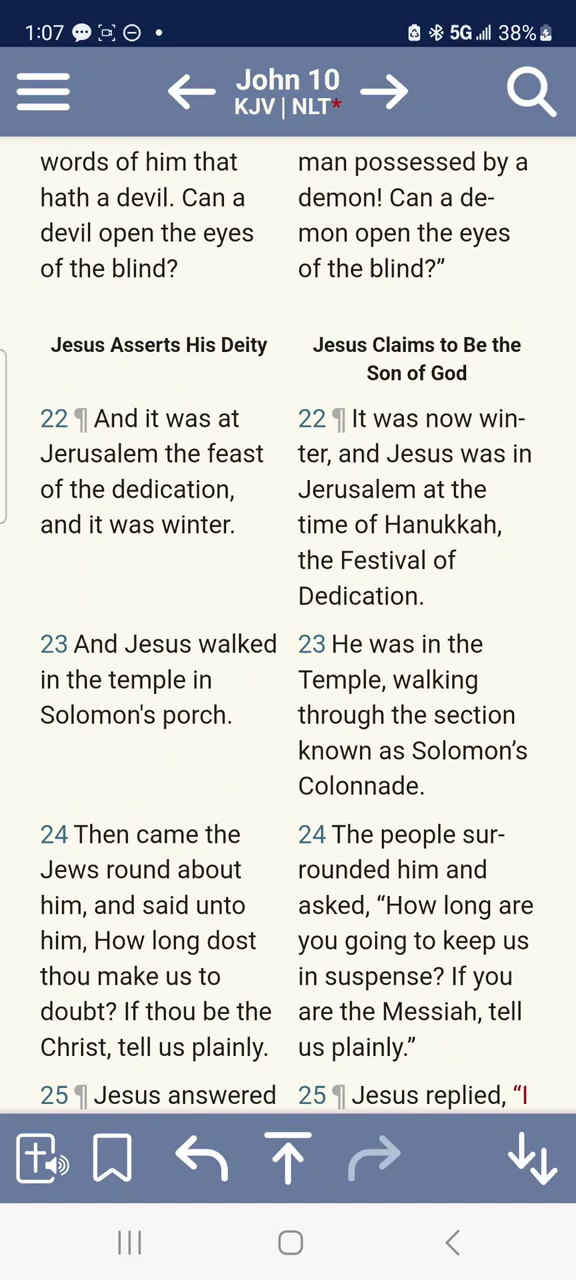 1:07 5G 38%
John 10
KJV | NLT*
words of him that
hath a devil. Can a
devil open the eyes
of the blind?
Jesus Asserts His Deity
22 ¶ And it was at
Jerusalem the feast
of the dedication,
and it was winter.
23 And Jesus walked
in the temple in
Solomon's porch.
24 Then came the
Jews round about
him, and said unto
him, How long dost
thou make us to
doubt? If thou be the
Christ, tell us plainly.
25 ¶ Jesus answered
man possessed by a
demon! Can a de-
mon open the eyes
of the blind?”
Jesus Claims to Be the
Son of God
22 ¶ It was now win-
ter, and Jesus was in
Jerusalem at the
time of Hanukkah,
the Festival of
Dedication.
23 He was in the
Temple, walking
through the section
known as Solomon’s
Colonnade.
24 The people sur-
rounded him and
asked, “How long are
you going to keep us
in suspense? If you
are the Messiah, tell
us plainly.”
25 ¶ Jesus replied, “I